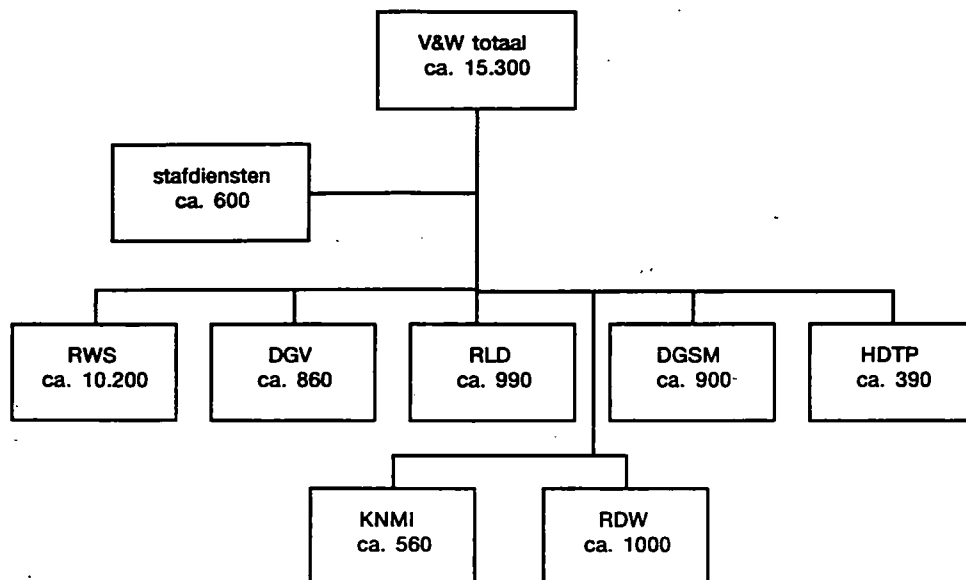 V&W totaal
ca. 15.300
stafdiensten
ca. 600
RWS
ca. 10.200
DGV
ca. 860
RLD
ca. 990
DGSM
ca. 900
HDTP
ca. 390
KNMI
ca. 560
RDW
ca. 1000